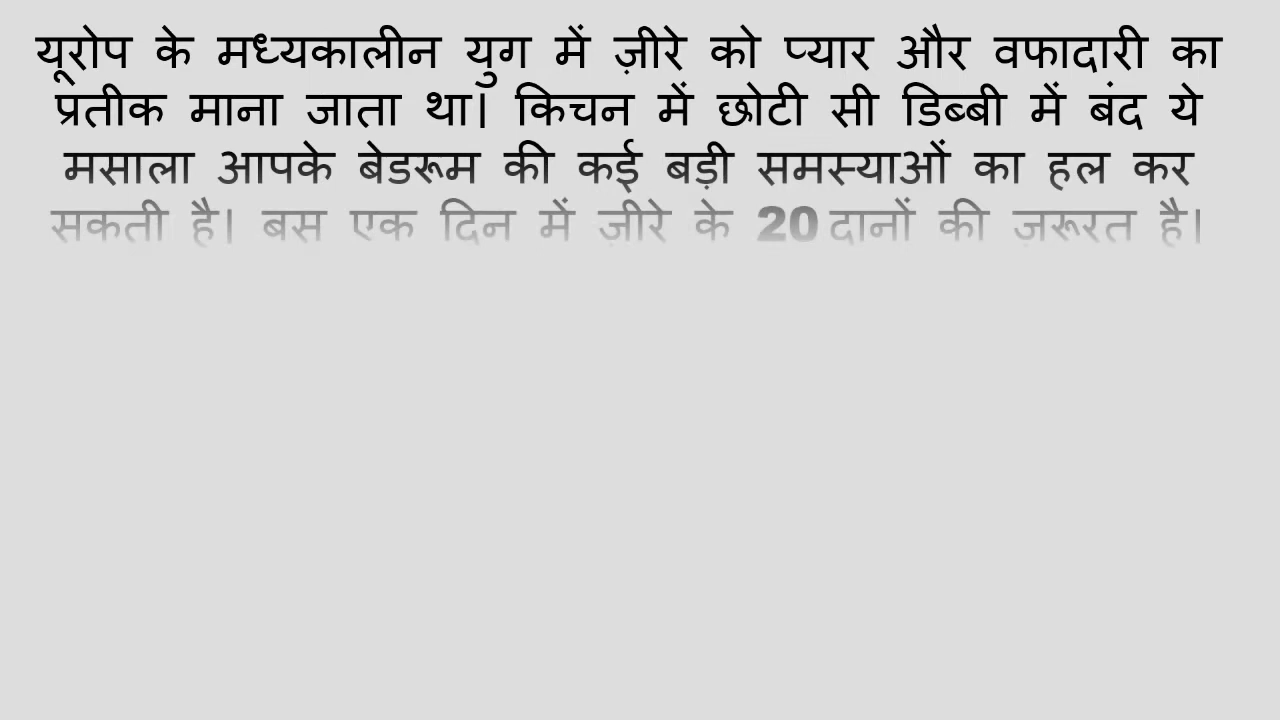 यूरोप के मध्यकालीन युग में ज़ीरे को प्यार और वफादारी का
प्रतीक माना जाता था| किचन में छोटी सी डिब्बी में बंद ये
मसाला आपके बेडरूम की कई बड़ी समस्याओं का हल कर
सकती है| बस एक दिन में ज़ीरे के 20 दानों की ज़रूरत है|